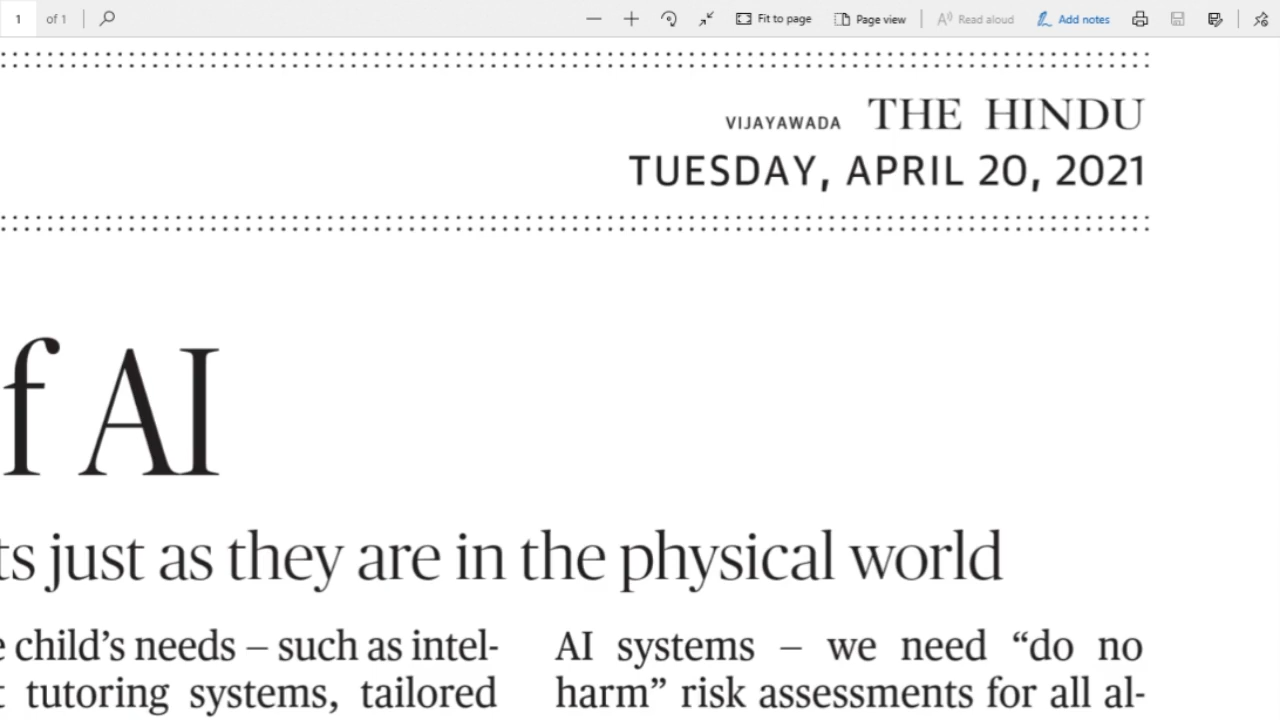 1 of 1 Fit to page Page view Read aloud Add notes
VIJAYAWADA THE HINDU
TUESDAY, APRIL 20, 2021
f AI
ts just as they are in the physical world
e child’s needs – such as intel-
t tutoring systems, tailored
AI systems – we need “do no
harm” risk assessments for all al-